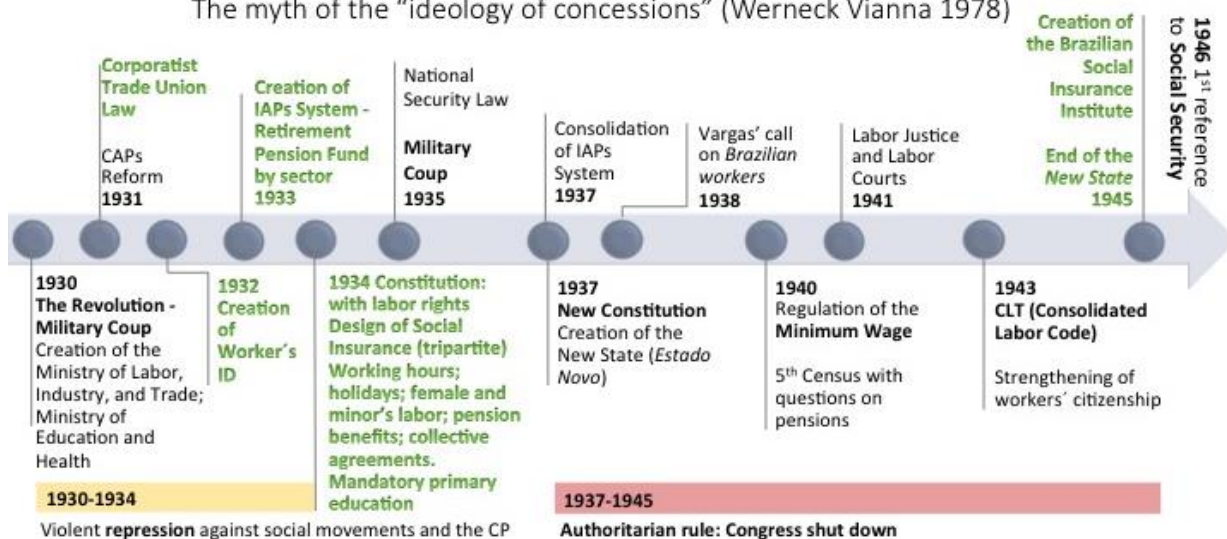 The myth of the “ideology of concessions” (Werneck Vianna 1978)
Corporatist
Trade Union
Law
CAPs
Reform
1931
Creation of
IAPs System -
Retirement
Pension Fund
by sector
1933
National
Security Law
Military
Coup
1935
Consolidation
of IAPs
System
1937
Vargas’ call
on Brazilian
workers
1938
Labor Justice
and Labor
Courts
1941
Creation of
the Brazilian
Social
Insurance
Institute
End of the
New State
1945
1946 1st reference
to Social Security
1930
The Revolution -
Military Coup
Creation of the
Ministry of Labor,
Industry, and Trade;
Ministry of
Education and
Health
1932
Creation
of
Worker´s
ID
1934 Constitution:
with labor rights
Design of Social
Insurance (tripartite)
Working hours;
holidays; female and
minor’s labor; pension
benefits; collective
agreements.
Mandatory primary
education
1937
New Constitution
Creation of the
New State (Estado
Novo)
1940
Regulation of the
Minimum Wage
5th Census with
questions on
pensions
1943
CLT (Consolidated
Labor Code)
Strengthening of
workers´ citizenship
1930-1934
Violent repression against social movements and the CP
1937-1945
Authoritarian rule: Congress shut down